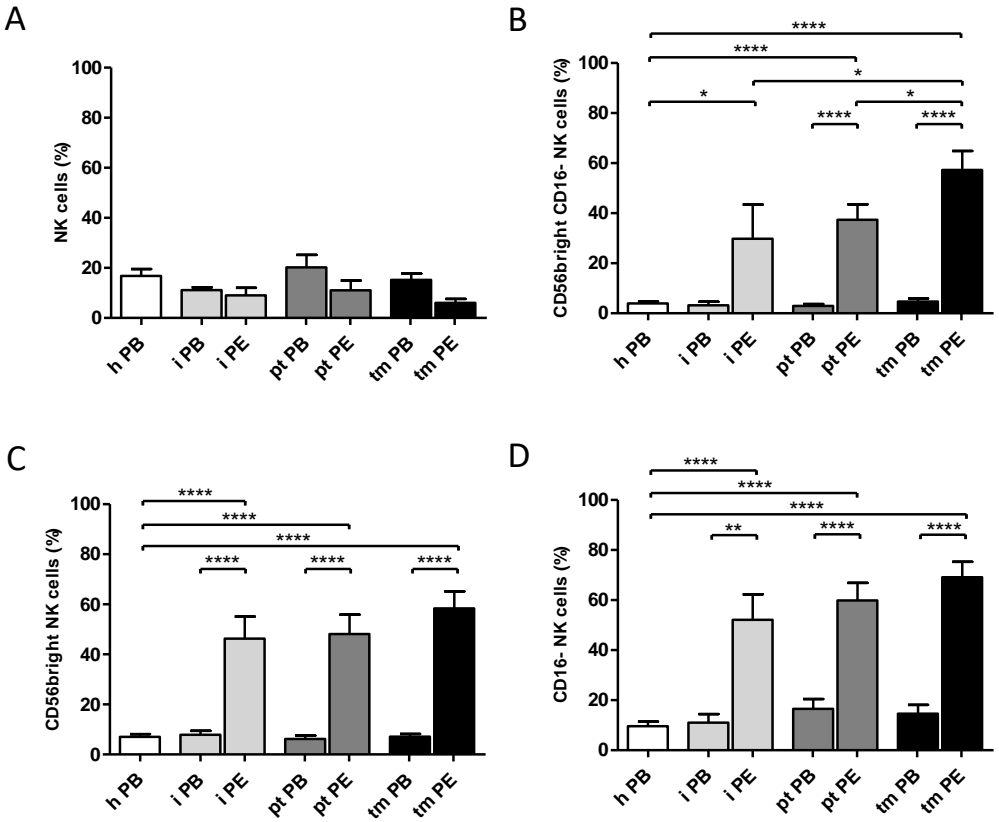 A
NK cells (%)
100
80
60
40
20
0
h PB
i PB
i PE
pt PB
pt PE
tm PB
tm PE
B
CD56bright CD16- NK cells (%)
100
80
60
40
20
0
****
****
*
*
*
****
****
h PB
i PB
i PE
pt PB
pt PE
tm PB
tm PE
C
CD56bright NK cells (%)
100
80
60
40
20
0
****
****
****
****
****
****
h PB
i PB
i PE
pt PB
pt PE
tm PB
tm PE
D
CD16- NK cells (%)
100
80
60
40
20
0
****
****
****
**
****
****
h PB
i PB
i PE
pt PB
pt PE
tm PB
tm PE